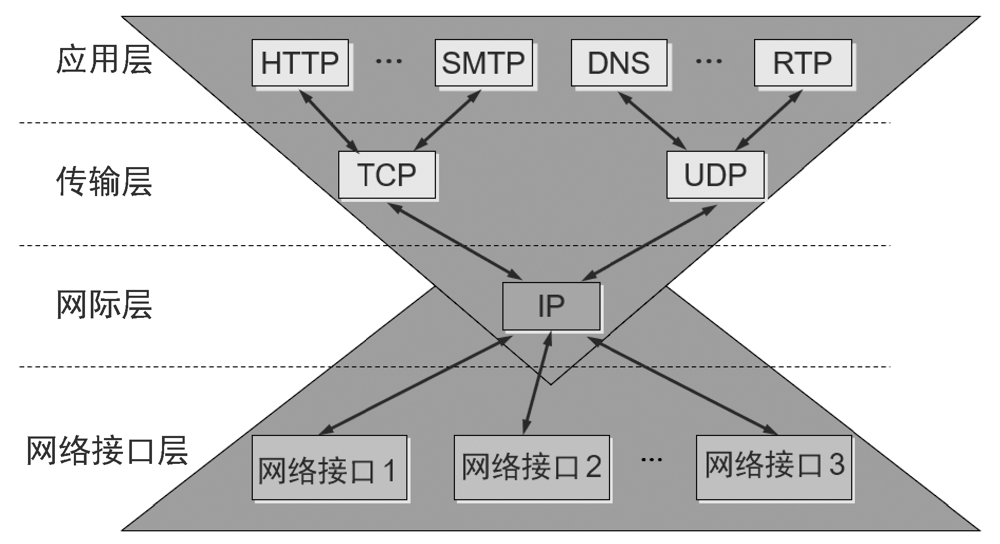 应用层 HTTP … SMTP DNS … RTP
传输层 TCP UDP
网际层 IP
网络接口层 网络接口1 网络接口2 … 网络接口3